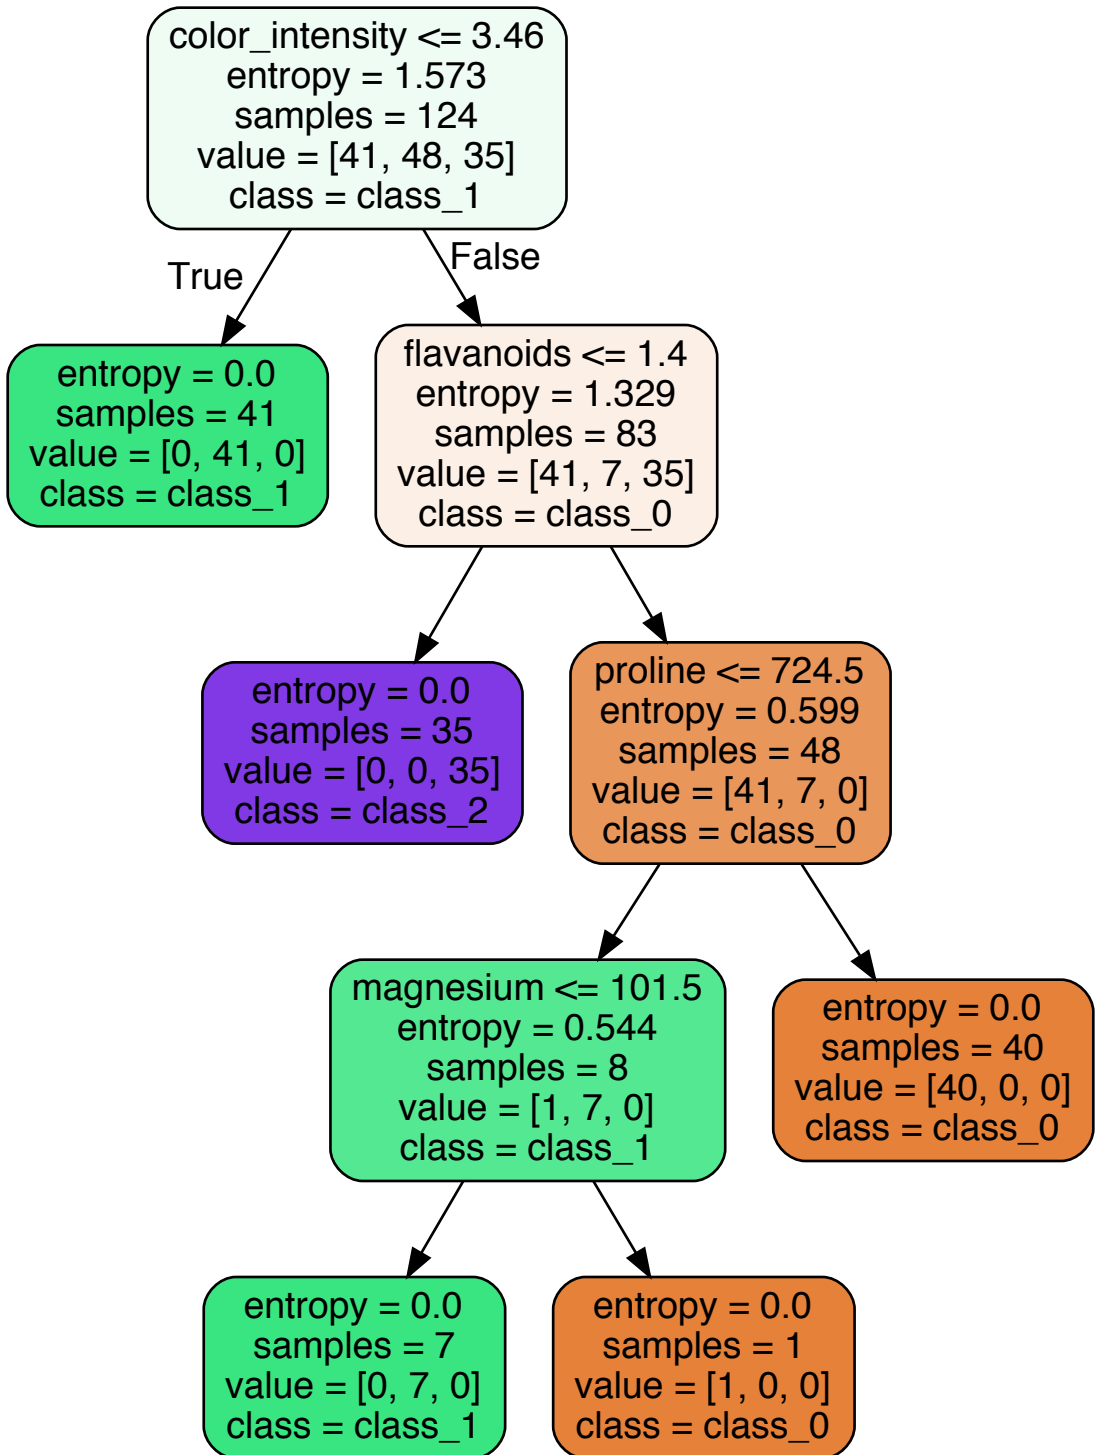 color_intensity <= 3.46
entropy = 1.573
samples = 124
value = [41, 48, 35]
class = class_1
True
False
entropy = 0.0
samples = 41
value = [0, 41, 0]
class = class_1
flavanoids <= 1.4
entropy = 1.329
samples = 83
value = [41, 7, 35]
class = class_0
entropy = 0.0
samples = 35
value = [0, 0, 35]
class = class_2
proline <= 724.5
entropy = 0.599
samples = 48
value = [41, 7, 0]
class = class_0
magnesium <= 101.5
entropy = 0.544
samples = 8
value = [1, 7, 0]
class = class_1
entropy = 0.0
samples = 40
value = [40, 0, 0]
class = class_0
entropy = 0.0
samples = 7
value = [0, 7, 0]
class = class_1
entropy = 0.0
samples = 1
value = [1, 0, 0]
class = class_0